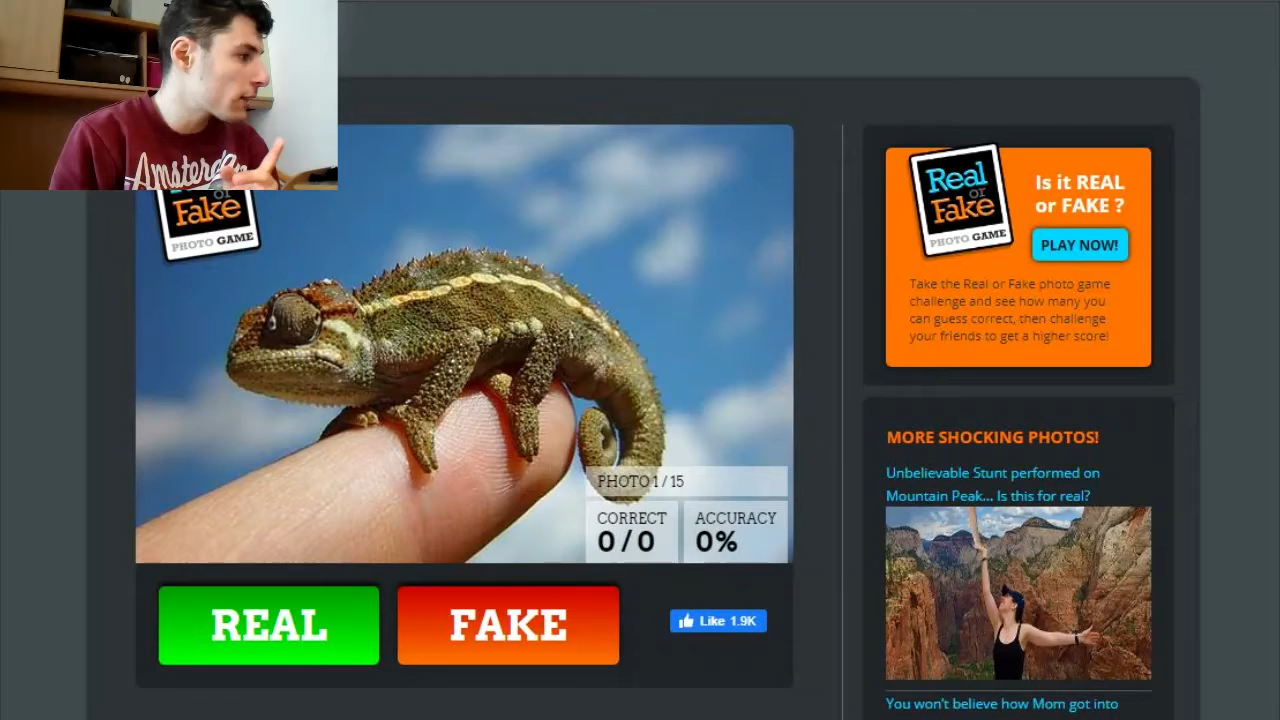 Amsterdam
or
Fake
PHOTO GAME
PHOTO 1 / 15
CORRECT
0 / 0
ACCURACY
0%
REAL
FAKE
Like 1.9K
Real
or
Fake
PHOTO GAME
Is it REAL
or FAKE ?
PLAY NOW!
Take the Real or Fake photo game
challenge and see how many you
can guess correct, then challenge
your friends to get a higher score!
MORE SHOCKING PHOTOS!
Unbelievable Stunt performed on
Mountain Peak... Is this for real?
You won't believe how Mom got into